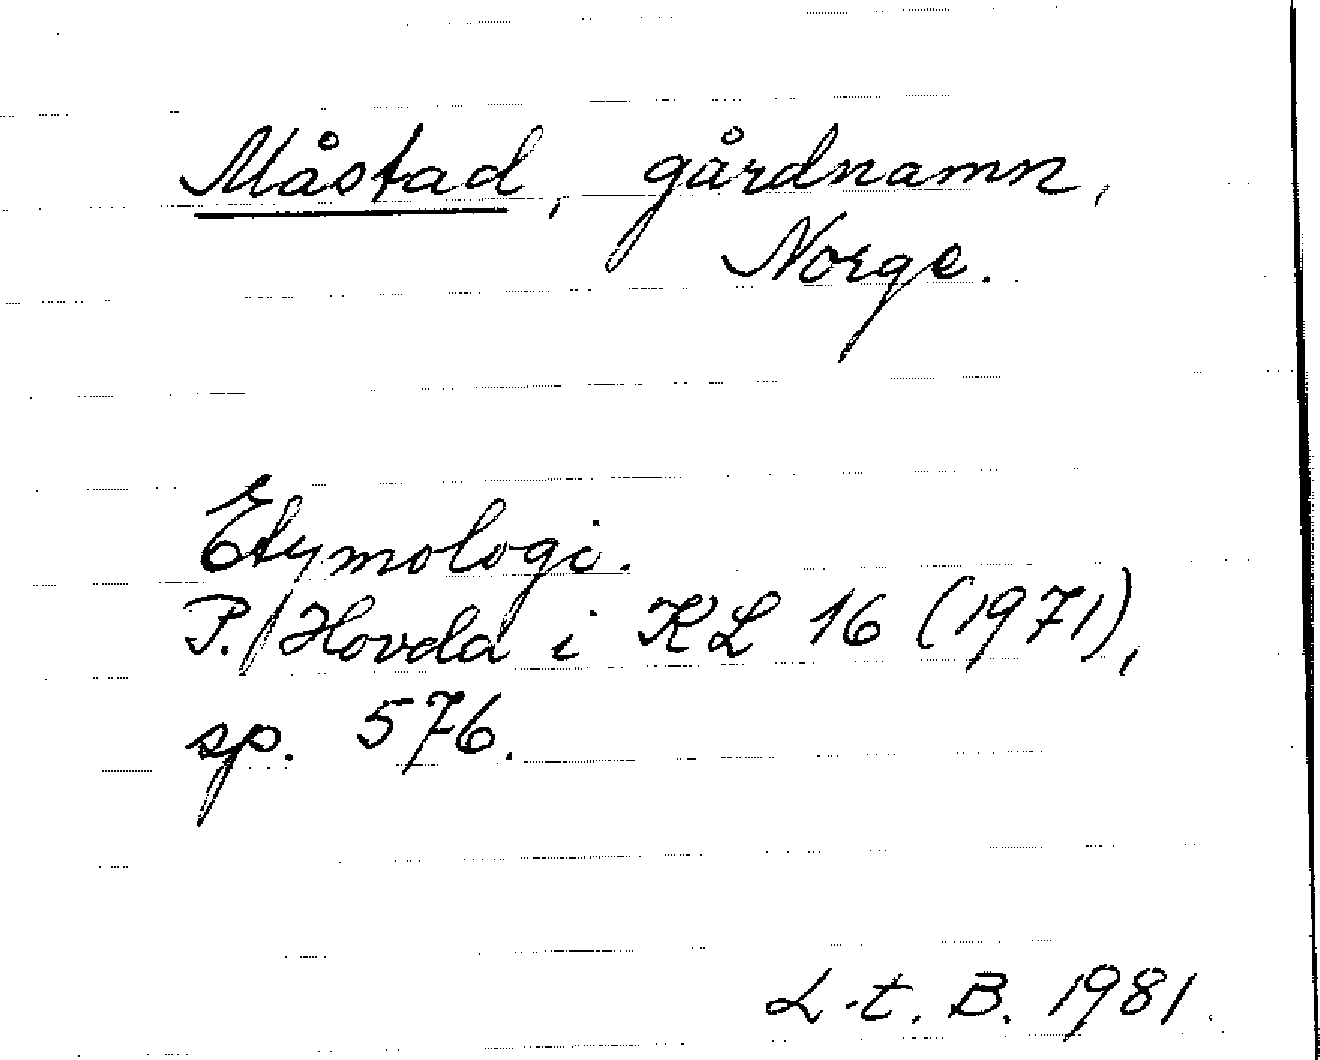 Måstad, gårdnamn,
Norge.
Etymologi.
P. Hovda i KL 16 (1971),
sp. 576.
L-t. B. 1981.